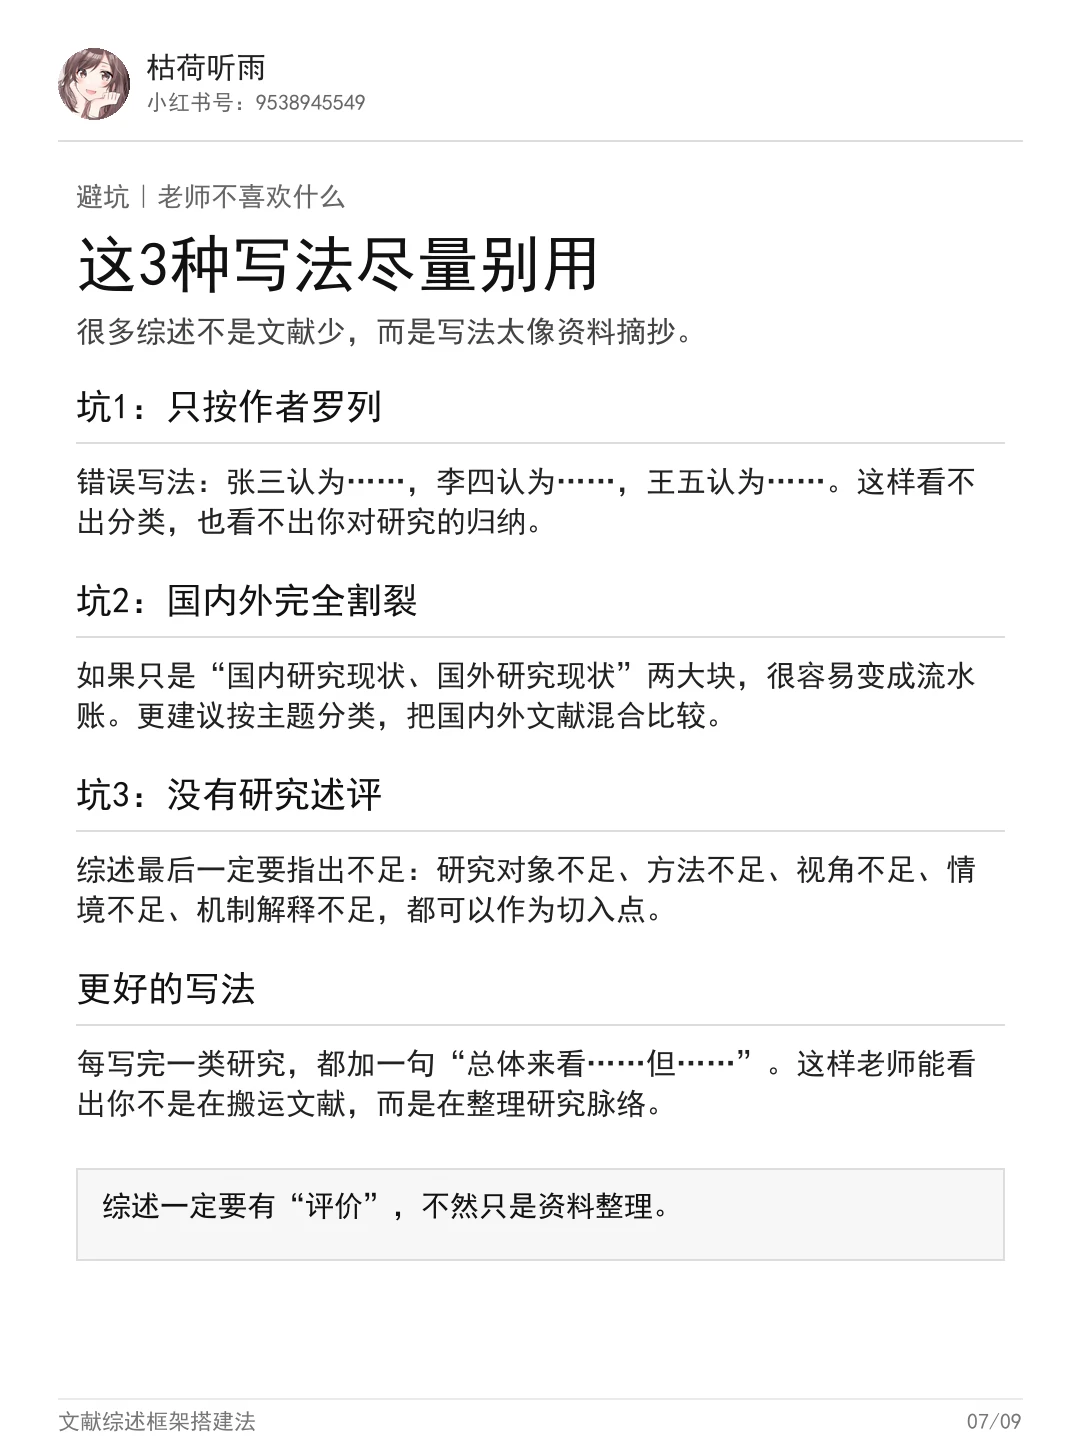 枯荷听雨
小红书号：9538945549
避坑｜老师不喜欢什么
这3种写法尽量别用
很多综述不是文献少，而是写法太像资料摘抄。
坑1：只按作者罗列
错误写法：张三认为……，李四认为……，王五认为……。这样看不
出分类，也看不出你对研究的归纳。
坑2：国内外完全割裂
如果只是“国内研究现状、国外研究现状”两大块，很容易变成流水
账。更建议按主题分类，把国内外文献混合比较。
坑3：没有研究述评
综述最后一定要指出不足：研究对象不足、方法不足、视角不足、情
境不足、机制解释不足，都可以作为切入点。
更好的写法
每写完一类研究，都加一句“总体来看……但……”。这样老师能看
出你不是在搬运文献，而是在整理研究脉络。
综述一定要有“评价”，不然只是资料整理。
文献综述框架搭建法
07/09